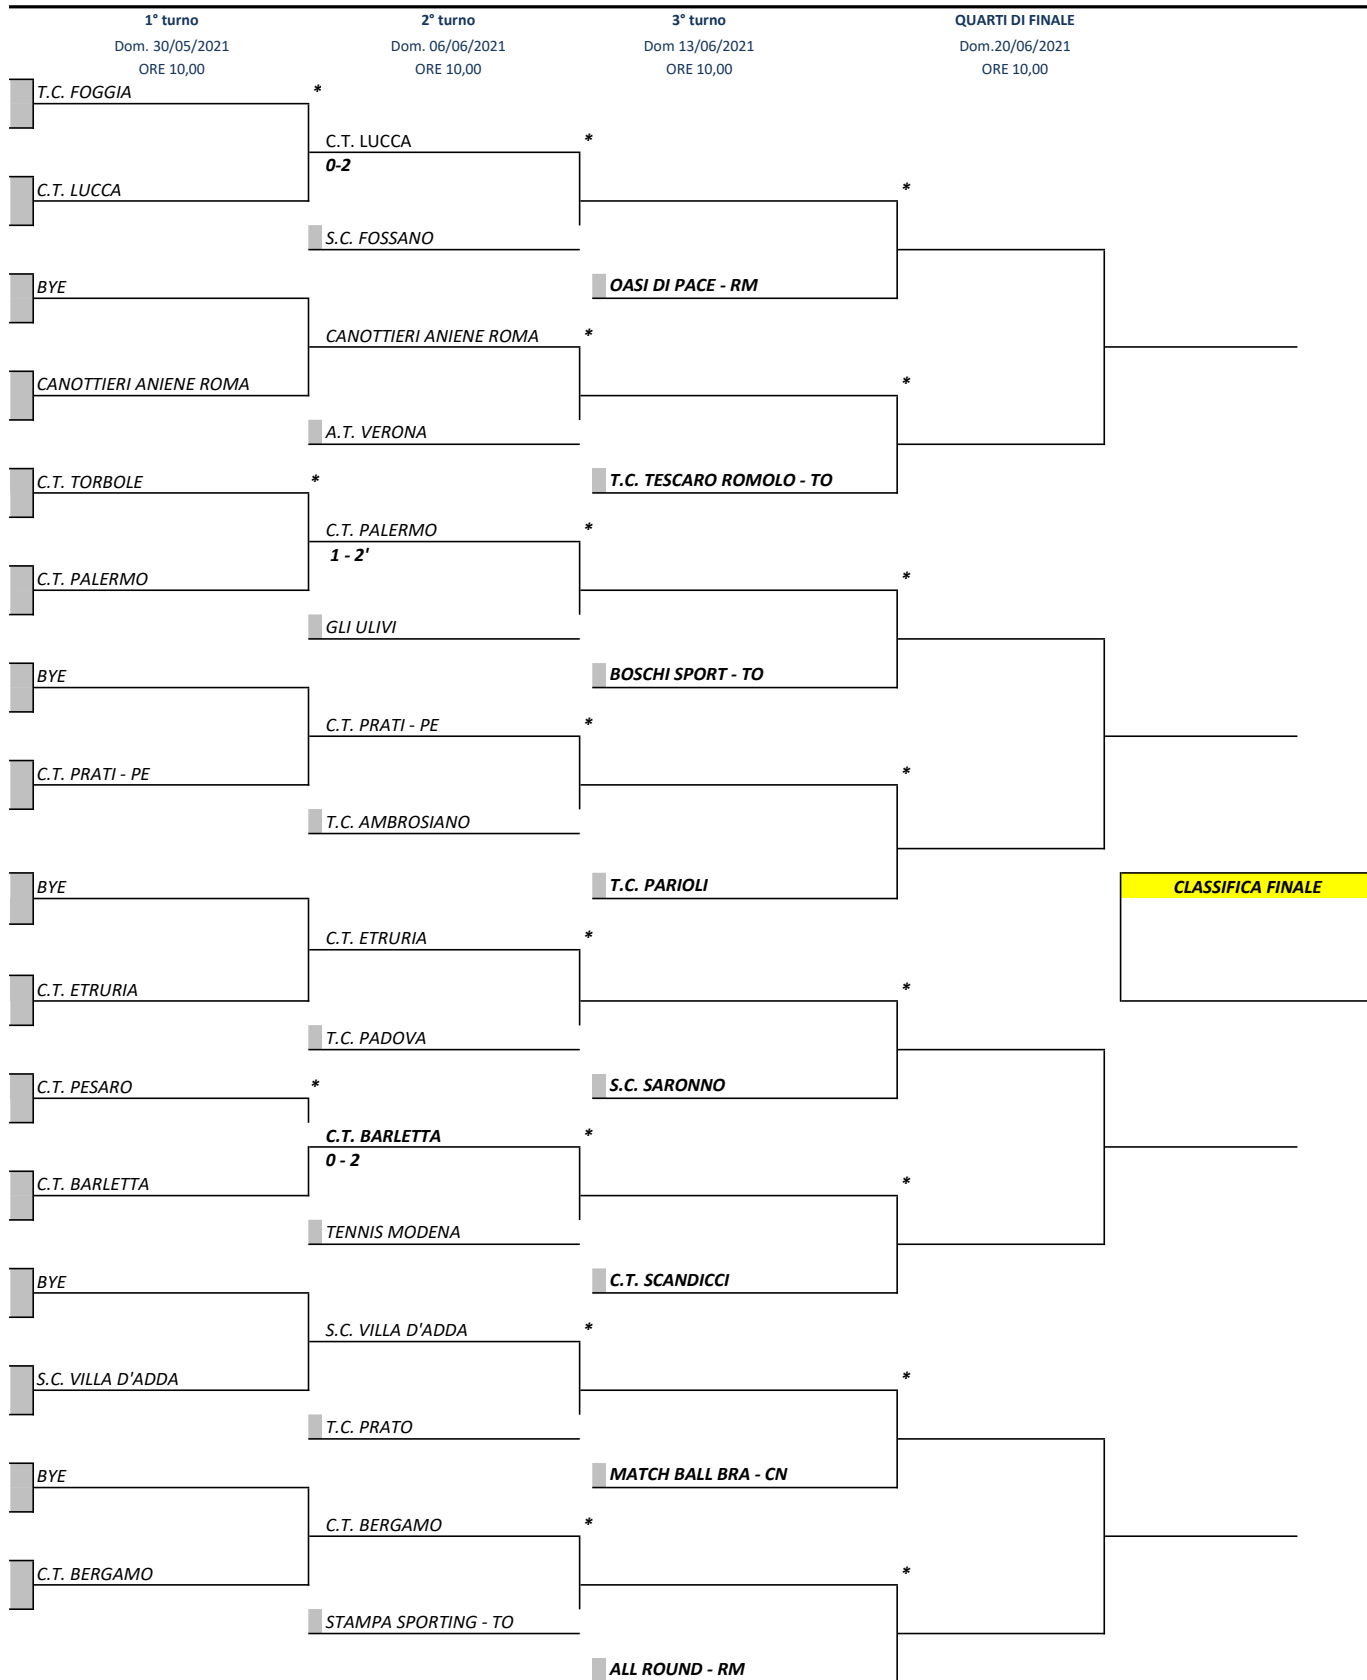 1° turno
2° turno
3° turno
QUARTI DI FINALE
Dom. 30/05/2021
Dom. 06/06/2021
Dom 13/06/2021
Dom.20/06/2021
ORE 10,00
ORE 10,00
ORE 10,00
ORE 10,00
T.C. FOGGIA
*
C.T. LUCCA
*
0-2
C.T. LUCCA
*
S.C. FOSSANO
BYE
OASI DI PACE - RM
CANOTTIERI ANIENE ROMA
*
CANOTTIERI ANIENE ROMA
*
A.T. VERONA
C.T. TORBOLE
*
T.C. TESCARO ROMOLO - TO
C.T. PALERMO
*
1 - 2'
C.T. PALERMO
*
GLI ULIVI
BYE
BOSCHI SPORT - TO
C.T. PRATI - PE
*
C.T. PRATI - PE
*
T.C. AMBROSIANO
BYE
T.C. PARIOLI
CLASSIFICA FINALE
C.T. ETRURIA
*
C.T. ETRURIA
*
T.C. PADOVA
C.T. PESARO
*
S.C. SARONNO
C.T. BARLETTA
*
0 - 2
C.T. BARLETTA
*
TENNIS MODENA
BYE
C.T. SCANDICCI
S.C. VILLA D'ADDA
*
S.C. VILLA D'ADDA
*
T.C. PRATO
BYE
MATCH BALL BRA - CN
C.T. BERGAMO
*
C.T. BERGAMO
*
STAMPA SPORTING - TO
ALL ROUND - RM